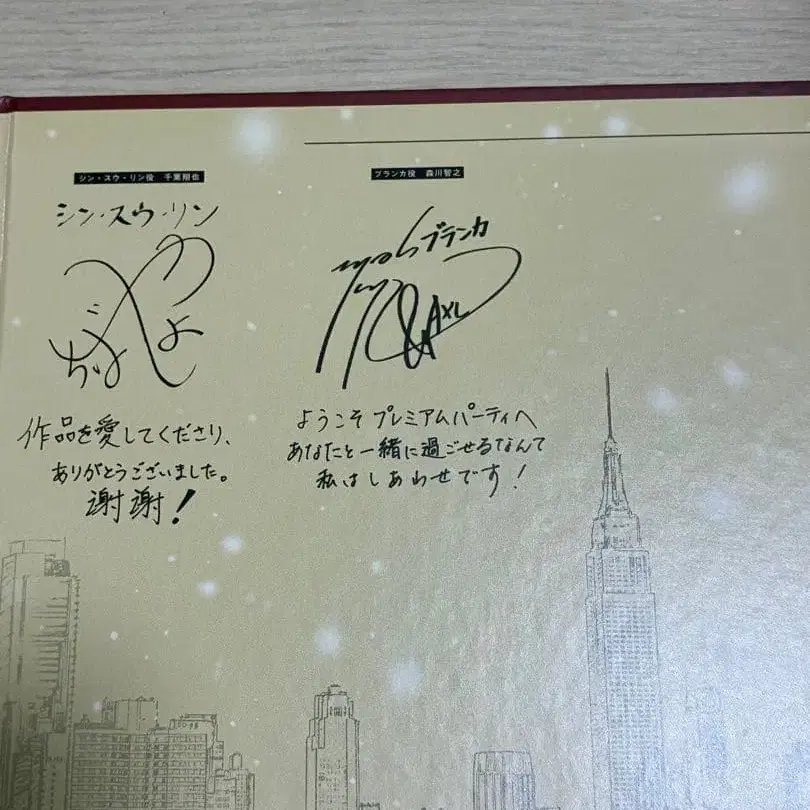 シン・スウ・リン役 千葉翔也
シン・スウ・リン
作品を愛してくださり、
ありがとうございました。
謝謝！
ブランカ役 森川智之
ブランカ
AXL
ようこそ プレミアムパーティへ
あなたと一緒に過ごせるなんて
私はしあわせです！